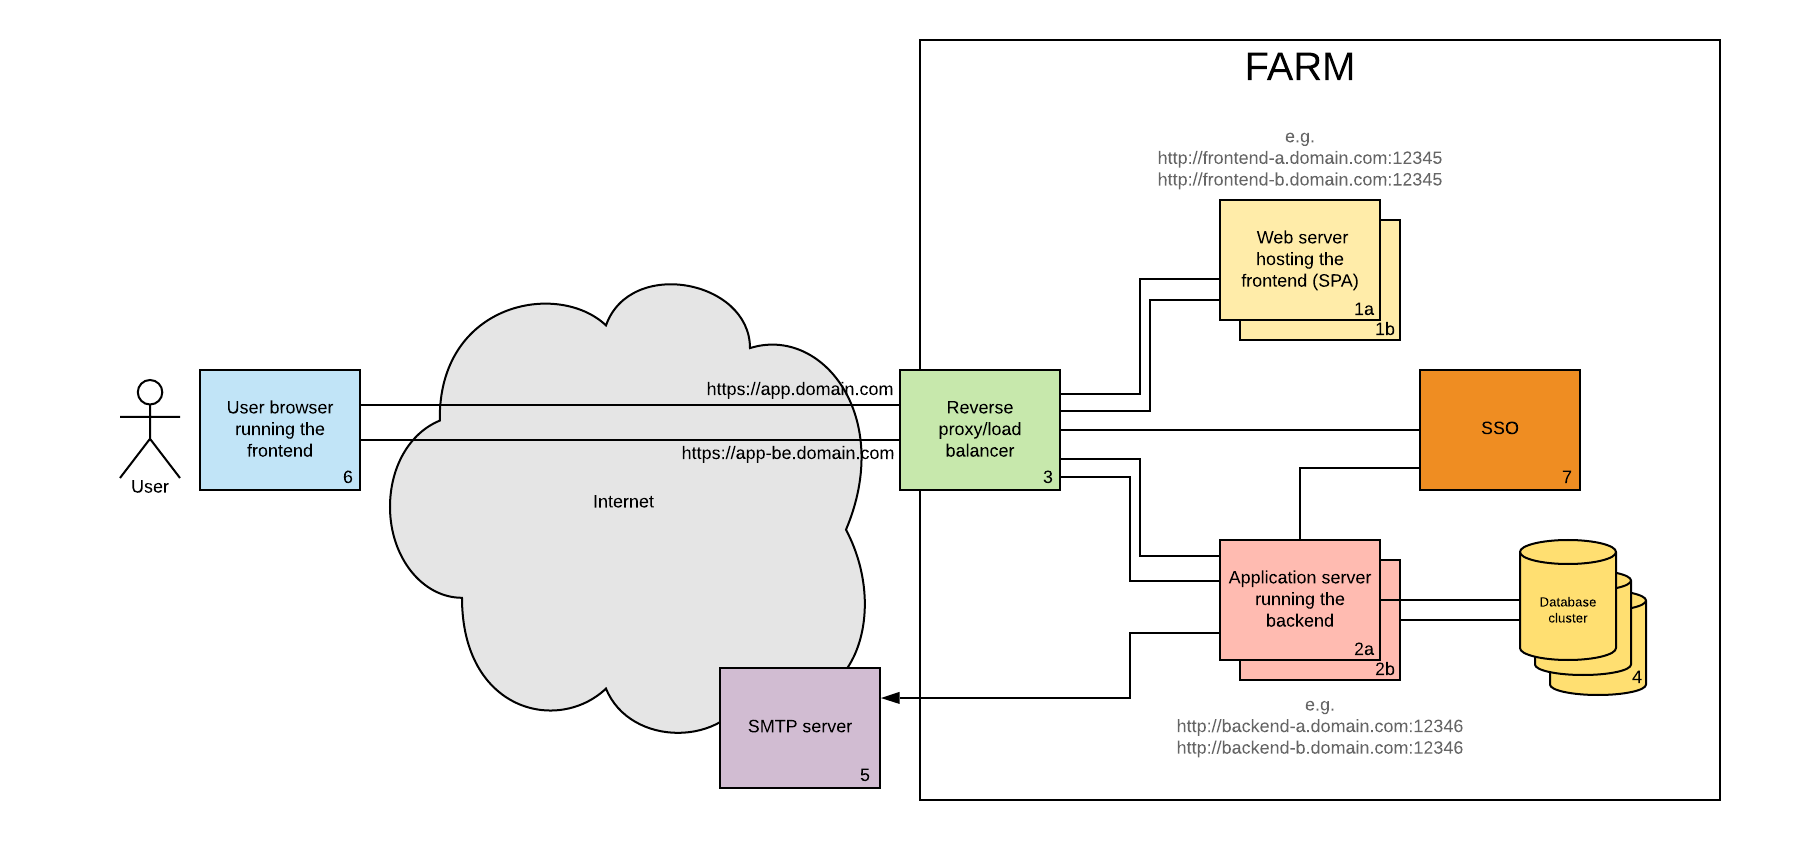 FARM
e.g.
http://frontend-a.domain.com:12345
http://frontend-b.domain.com:12345
Web server
hosting the
frontend (SPA)
1a
1b
User
User browser
running the
frontend
6
https://app.domain.com
https://app-be.domain.com
Internet
Reverse
proxy/load
balancer
3
SSO
7
Application server
running the
backend
2a
2b
Database
cluster
4
SMTP server
5
e.g.
http://backend-a.domain.com:12346
http://backend-b.domain.com:12346